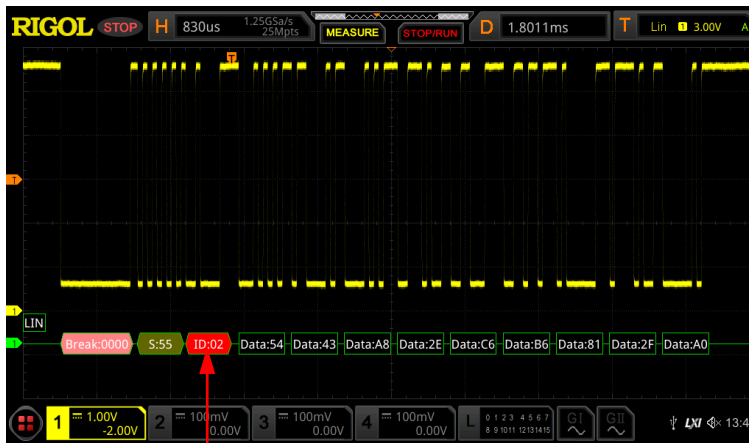 RIGOL STOP H 830us 1.25GSa/s 25Mpts MEASURE STOP/RUN D 1.8011ms T Lin 1 3.00V A
T
T
1
LIN
1 Break:0000 S:55 ID:02 Data:54 Data:43 Data:A8 Data:2E Data:C6 Data:B6 Data:81 Data:2F Data:A0
1 1.00V -2.00V 2 100mV 0.00V 3 100mV 0.00V 4 100mV 0.00V L 0 1 2 3 4 5 6 7 8 9 10 11 12 13 14 15 GI GII LXI 13:4